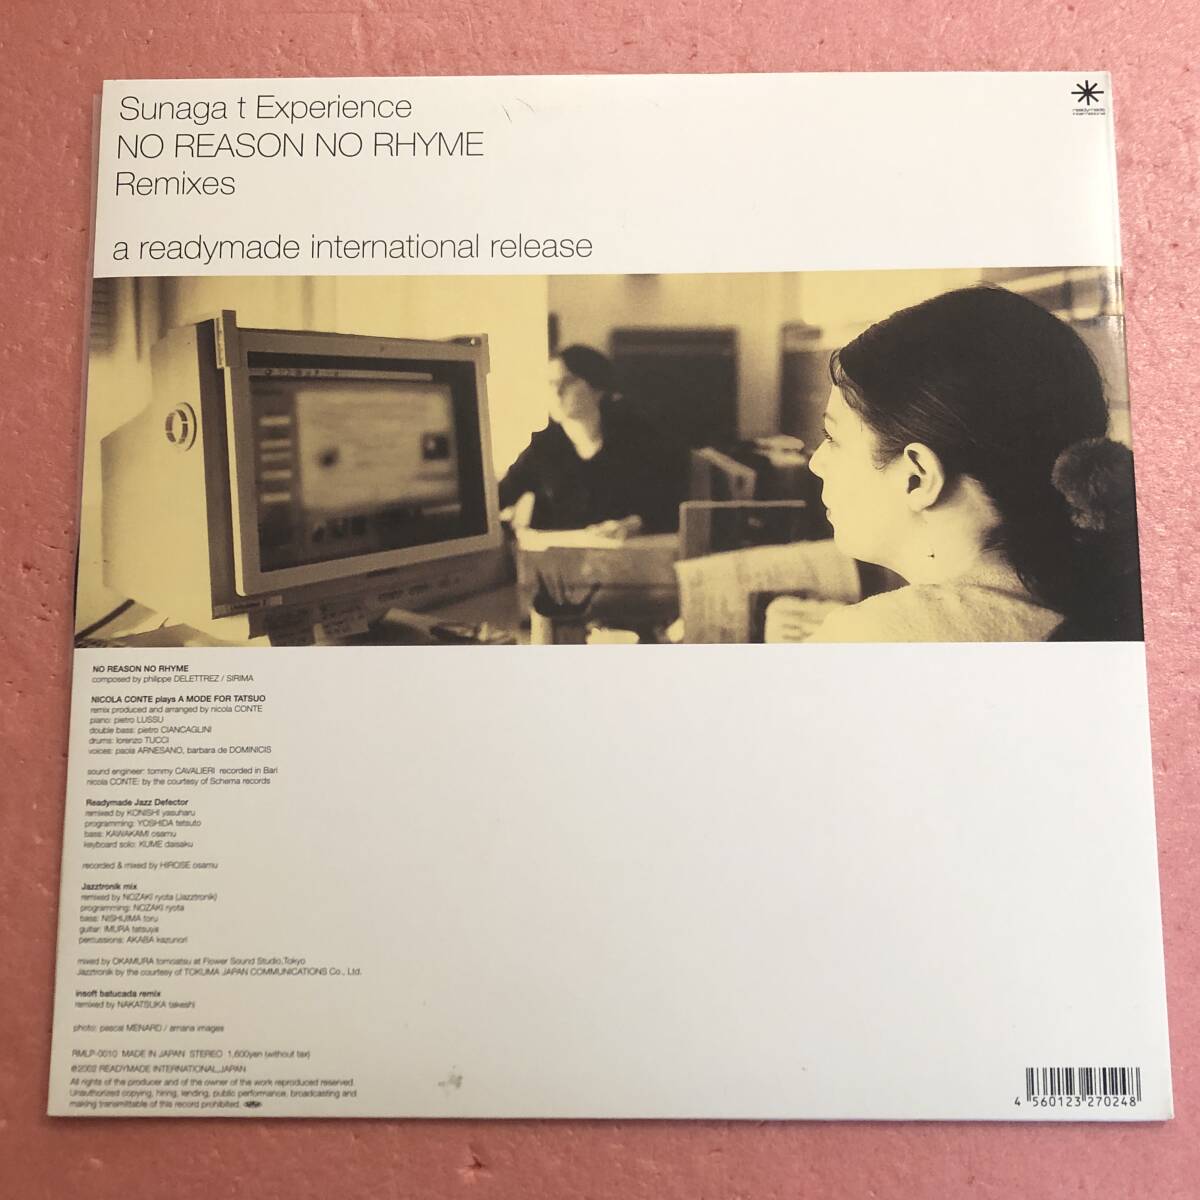 Sunaga t Experience
NO REASON NO RHYME
Remixes
a readymade international release
readymade
international
NO REASON NO RHYME
composed by philippe DELETTREZ / SIRIMA
NICOLA CONTE plays A MODE FOR TATSUO
remix produced and arranged by nicola CONTE
piano: pietro LUSSU
double bass: pietro CIANCAGLINI
drums: lorenzo TUCCI
voices: paola ARNESANO, barbara de DOMINICIS
sound engineer: tommy CAVALIERI recorded in Bari
nicola CONTE: by the courtesy of Schema records
Readymade Jazz Defector
remixed by KONISHI yasuharu
programming: YOSHIDA tetsuto
bass: KAWAKAMI osamu
keyboard solo: KUME daisaku
recorded & mixed by HIROSE osamu
Jazztronik mix
remixed by NOZAKI ryota (Jazztronik)
programming: NOZAKI ryota
bass: NISHIJIMA toru
guitar: IMURA tatsuya
percussions: AKABA kazunori
mixed by OKAMURA tomoatsu at Flower Sound Studio,Tokyo
Jazztronik by the courtesy of TOKUMA JAPAN COMMUNICATIONS Co., Ltd.
insoft batucada remix
remixed by NAKATSUKA takeshi
photo: pascal MENARD / amana images
RMLP-0010 MADE IN JAPAN STEREO 1,600yen (without tax)
℗2002 READYMADE INTERNATIONAL,JAPAN
All rights of the producer and of the owner of the work reproduced reserved.
Unauthorized copying, hiring, lending, public performance, broadcasting and
making transmittable of this record prohibited.
4 560123 270248